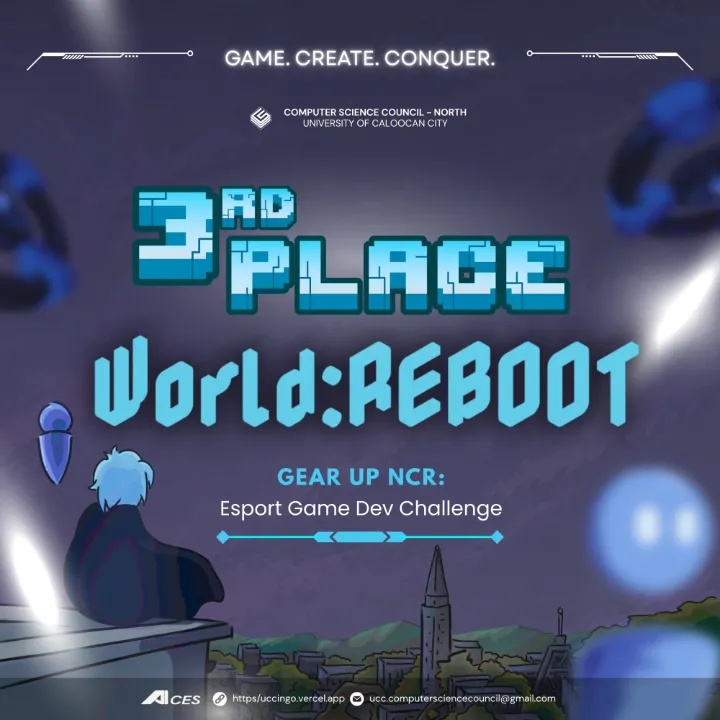 GAME. CREATE. CONQUER.
COMPUTER SCIENCE COUNCIL – NORTH
UNIVERSITY OF CALOOCAN CITY
3RD
PLACE
World:REBOOT
GEAR UP NCR:
Esport Game Dev Challenge
AICES https/uccingo.vercel.app ucc.computersciencecouncil@gmail.com